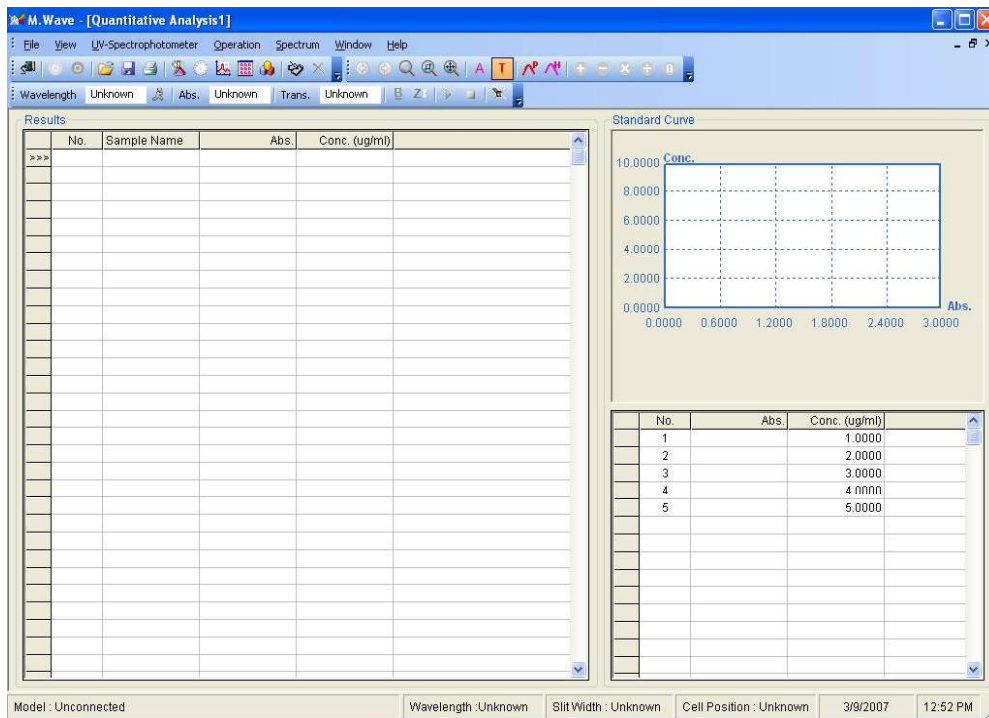 M.Wave - [Quantitative Analysis1]
File View UV-Spectrophotometer Operation Spectrum Window Help
A T P H
Wavelength Unknown Abs. Unknown Trans. Unknown B Z
Results
No. Sample Name Abs. Conc. (ug/ml)
>>>
Standard Curve
Conc.
10.0000
8.0000
6.0000
4.0000
2.0000
0.0000
Abs.
0.0000 0.6000 1.2000 1.8000 2.4000 3.0000
No. Abs. Conc. (ug/ml)
1 1.0000
2 2.0000
3 3.0000
4 4.0000
5 5.0000
Model : Unconnected Wavelength :Unknown Slit Width : Unknown Cell Position : Unknown 3/9/2007 12:52 PM